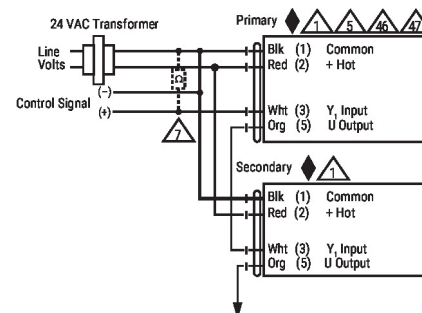 24 VAC Transformer
Primary 1 5 46 47
Line
Volts
Blk (1) Common
Red (2) + Hot
Ω
(–)
Control Signal
(+)
Wht (3) Y₁ Input
Org (5) U Output
7
Secondary 1
Blk (1) Common
Red (2) + Hot
Wht (3) Y₁ Input
Org (5) U Output